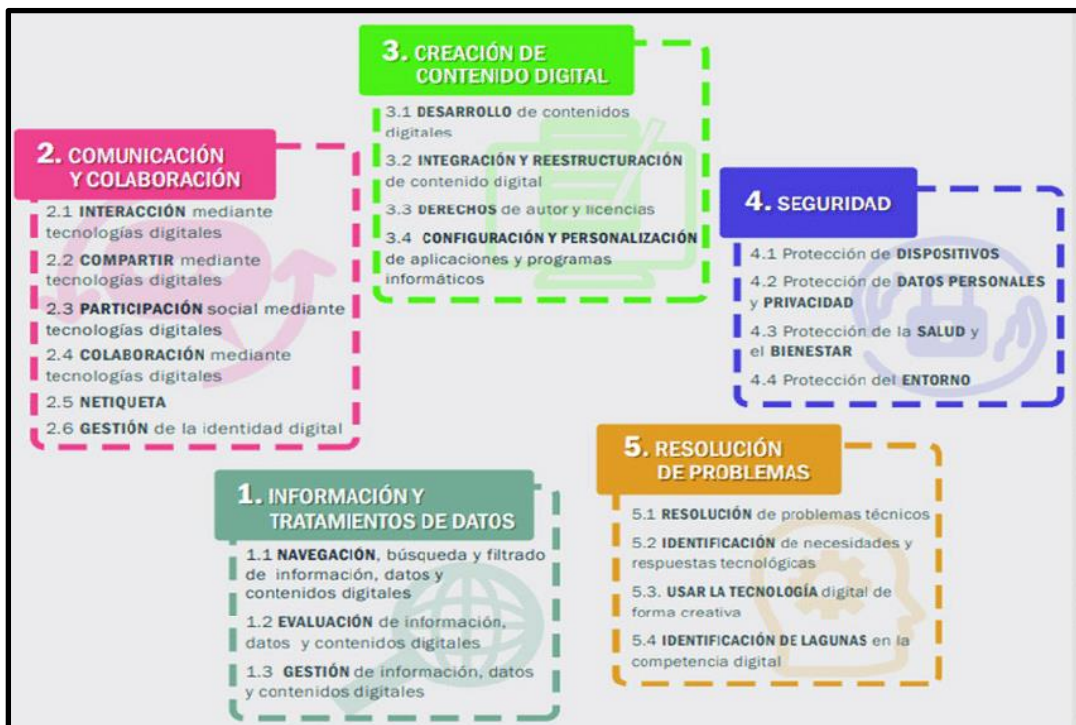 3. CREACIÓN DE
CONTENIDO DIGITAL
3.1 DESARROLLO de contenidos
digitales
3.2 INTEGRACIÓN Y REESTRUCTURACIÓN
de contenido digital
3.3 DERECHOS de autor y licencias
3.4 CONFIGURACIÓN Y PERSONALIZACIÓN
de aplicaciones y programas
informáticos
2. COMUNICACIÓN
Y COLABORACIÓN
2.1 INTERACCIÓN mediante
tecnologías digitales
2.2 COMPARTIR mediante
tecnologías digitales
2.3 PARTICIPACIÓN social mediante
tecnologías digitales
2.4 COLABORACIÓN mediante
tecnologías digitales
2.5 NETIQUETA
2.6 GESTIÓN de la identidad digital
4. SEGURIDAD
4.1 Protección de DISPOSITIVOS
4.2 Protección de DATOS PERSONALES
y PRIVACIDAD
4.3 Protección de la SALUD y
el BIENESTAR
4.4 Protección del ENTORNO
1. INFORMACIÓN Y
TRATAMIENTOS DE DATOS
1.1 NAVEGACIÓN, búsqueda y filtrado
de información, datos y
contenidos digitales
1.2 EVALUACIÓN de información,
datos y contenidos digitales
1.3 GESTIÓN de información, datos
y contenidos digitales
5. RESOLUCIÓN
DE PROBLEMAS
5.1 RESOLUCIÓN de problemas técnicos
5.2 IDENTIFICACIÓN de necesidades y
respuestas tecnológicas
5.3. USAR LA TECNOLOGÍA digital de
forma creativa
5.4 IDENTIFICACIÓN DE LAGUNAS en la
competencia digital